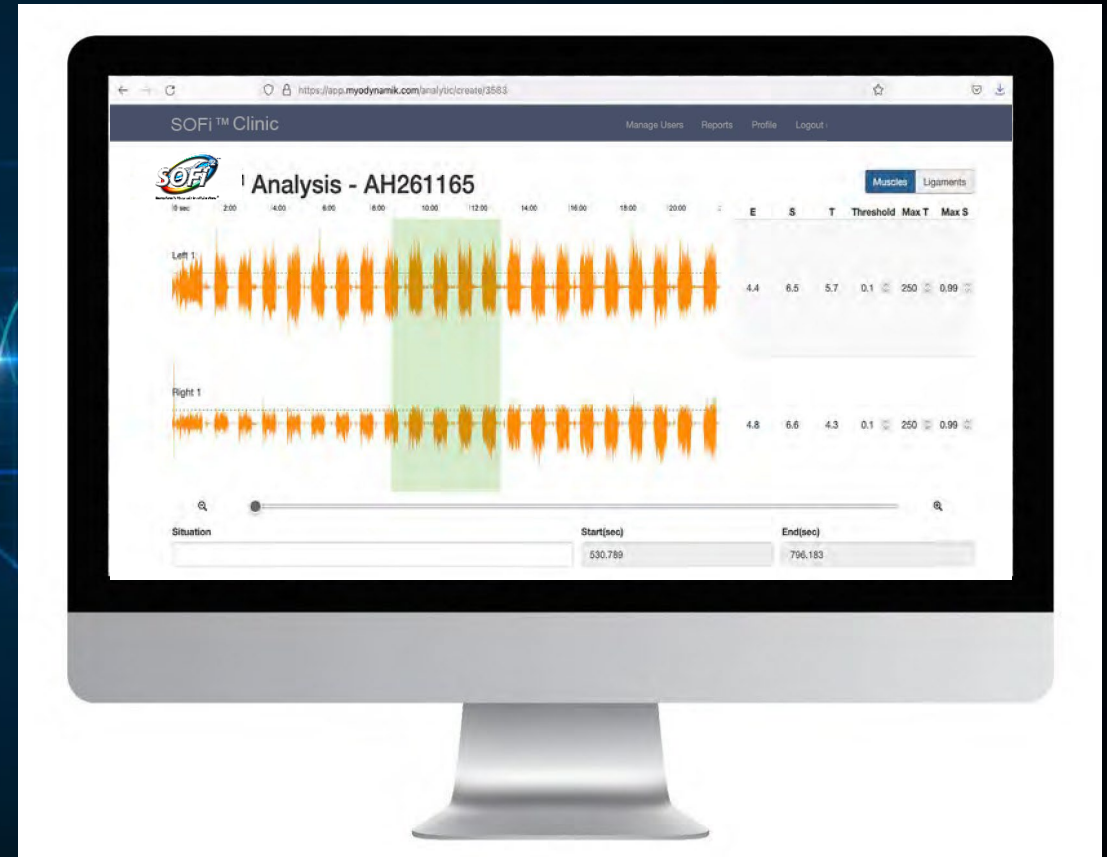 https://app.myodynamik.com/analytic/create/3583
SOFi™ Clinic
Manage Users Reports Profile Logout
SOFi
Analysis - AH261165
Muscles Ligaments
0 sec 2:00 4:00 6:00 8:00 10:00 12:00 14:00 16:00 18:00 20:00
E S T Threshold Max T Max S
Left 1
4.4 6.5 5.7 0.1 250 0.99
Right 1
4.8 6.6 4.3 0.1 250 0.99
Situation Start(sec) End(sec)
530.789 796.183